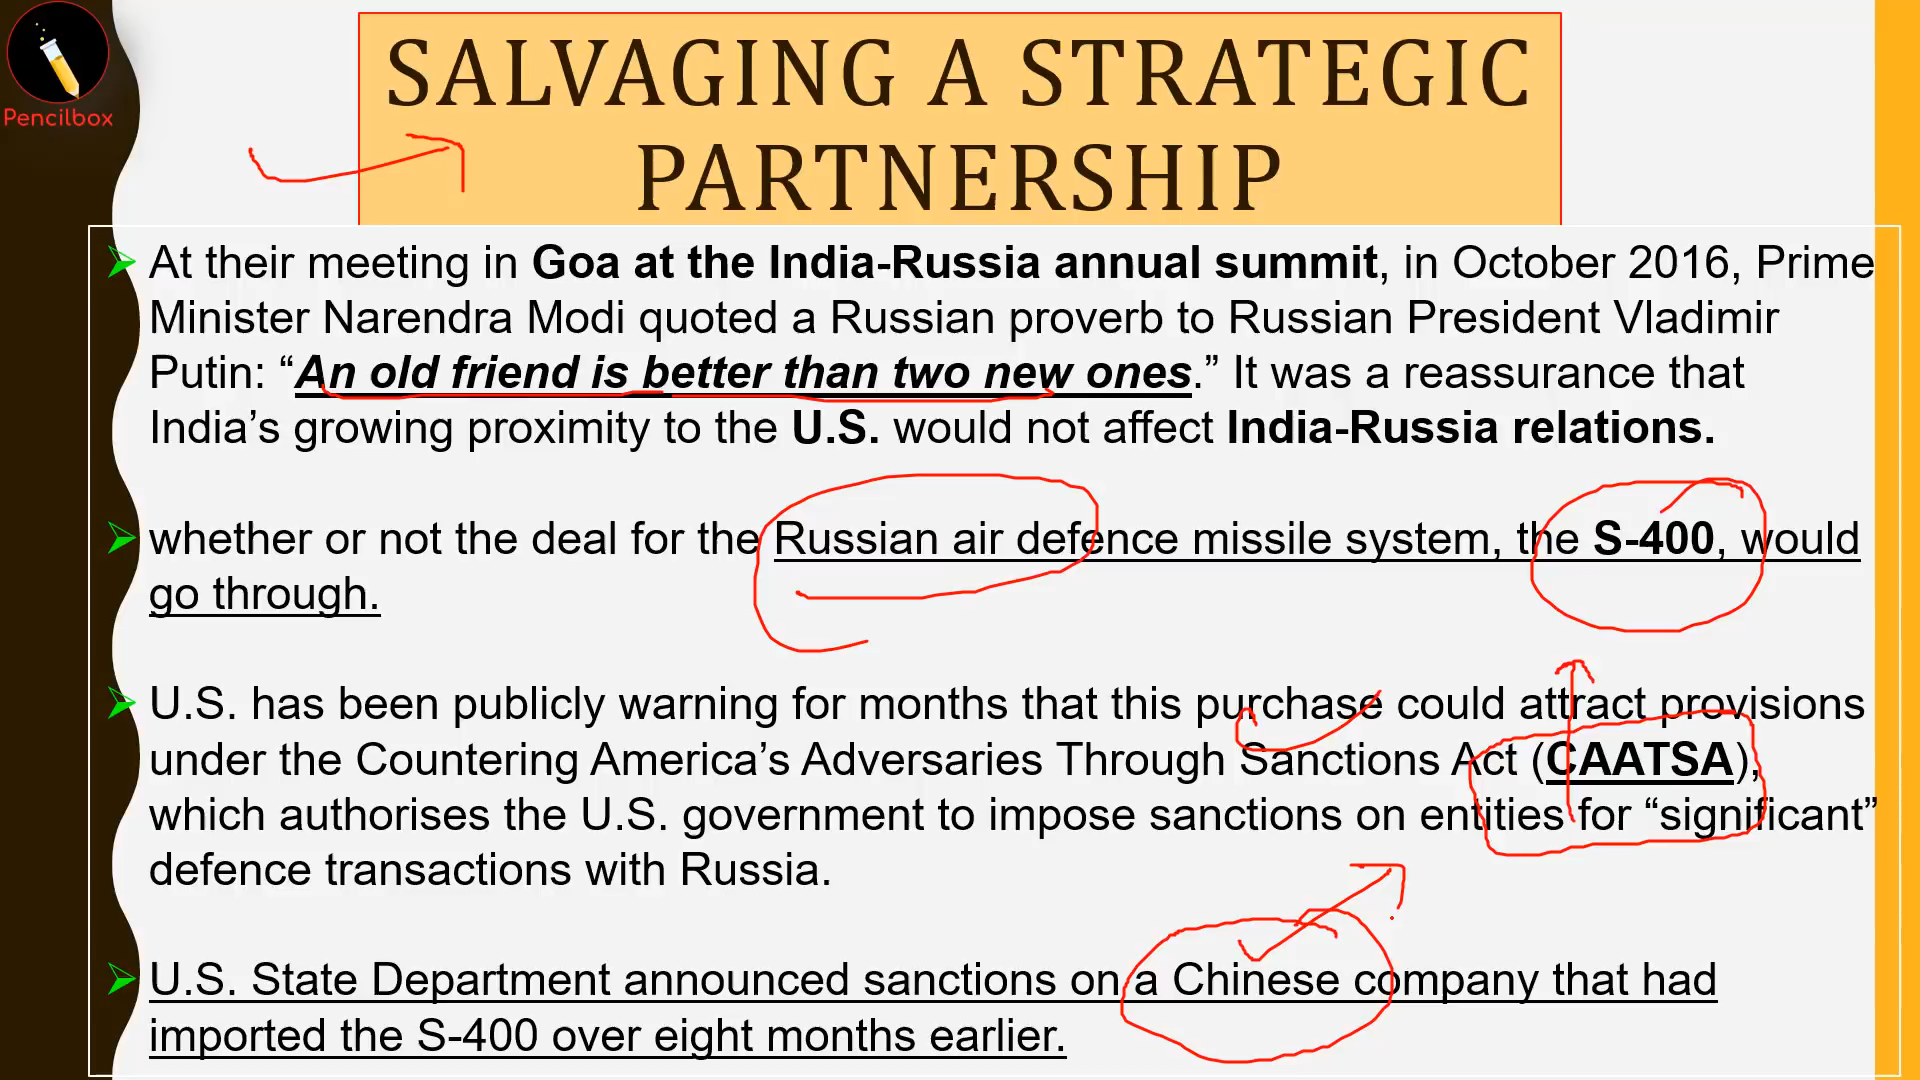 Pencilbox
SALVAGING A STRATEGIC
PARTNERSHIP
At their meeting in Goa at the India-Russia annual summit, in October 2016, Prime
Minister Narendra Modi quoted a Russian proverb to Russian President Vladimir
Putin: “An old friend is better than two new ones.” It was a reassurance that
India’s growing proximity to the U.S. would not affect India-Russia relations.
whether or not the deal for the Russian air defence missile system, the S-400, would
go through.
U.S. has been publicly warning for months that this purchase could attract provisions
under the Countering America’s Adversaries Through Sanctions Act (CAATSA),
which authorises the U.S. government to impose sanctions on entities for “significant”
defence transactions with Russia.
U.S. State Department announced sanctions on a Chinese company that had
imported the S-400 over eight months earlier.